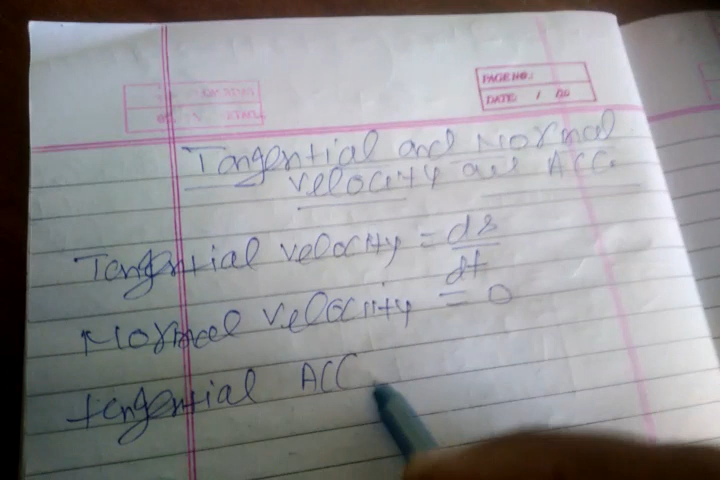 PAGE NO.:
DATE: / /20
Tangential and Normal
velocity and ACC.
Tangential velocity = ds/dt
Normal velocity = 0
tangential ACC